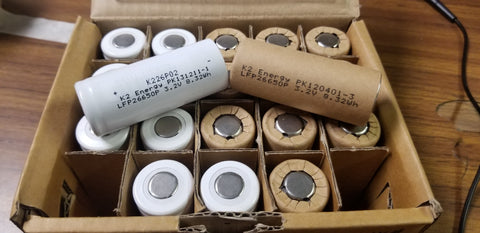 K226P02
K2 Energy PK131211-1
LFP26650P 3.2V 8.32Wh
K2 Energy PK120401-3
LFP26650P 3.2V 8.32Wh